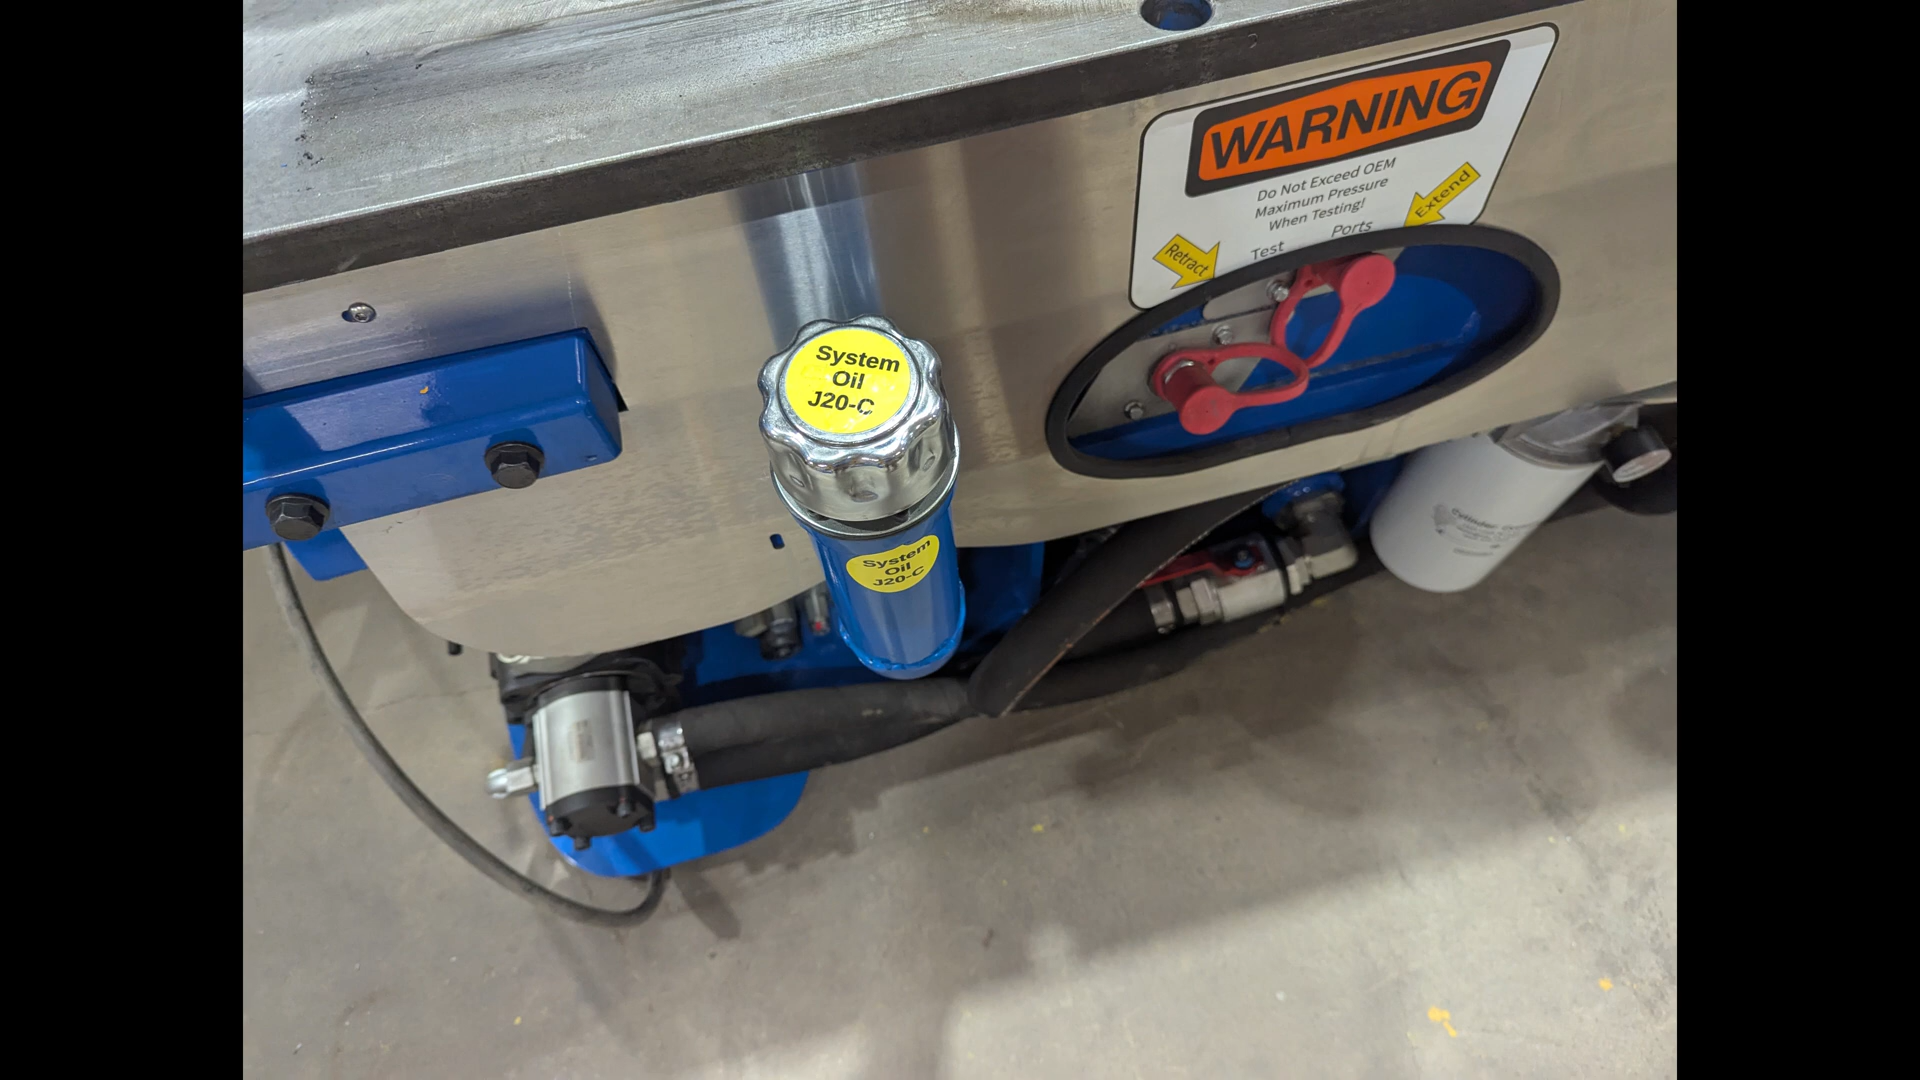 WARNING
Do Not Exceed OEM
Maximum Pressure
When Testing!
Extend
Retract
Test Ports
System
Oil
J20-C
System
Oil
J20-C